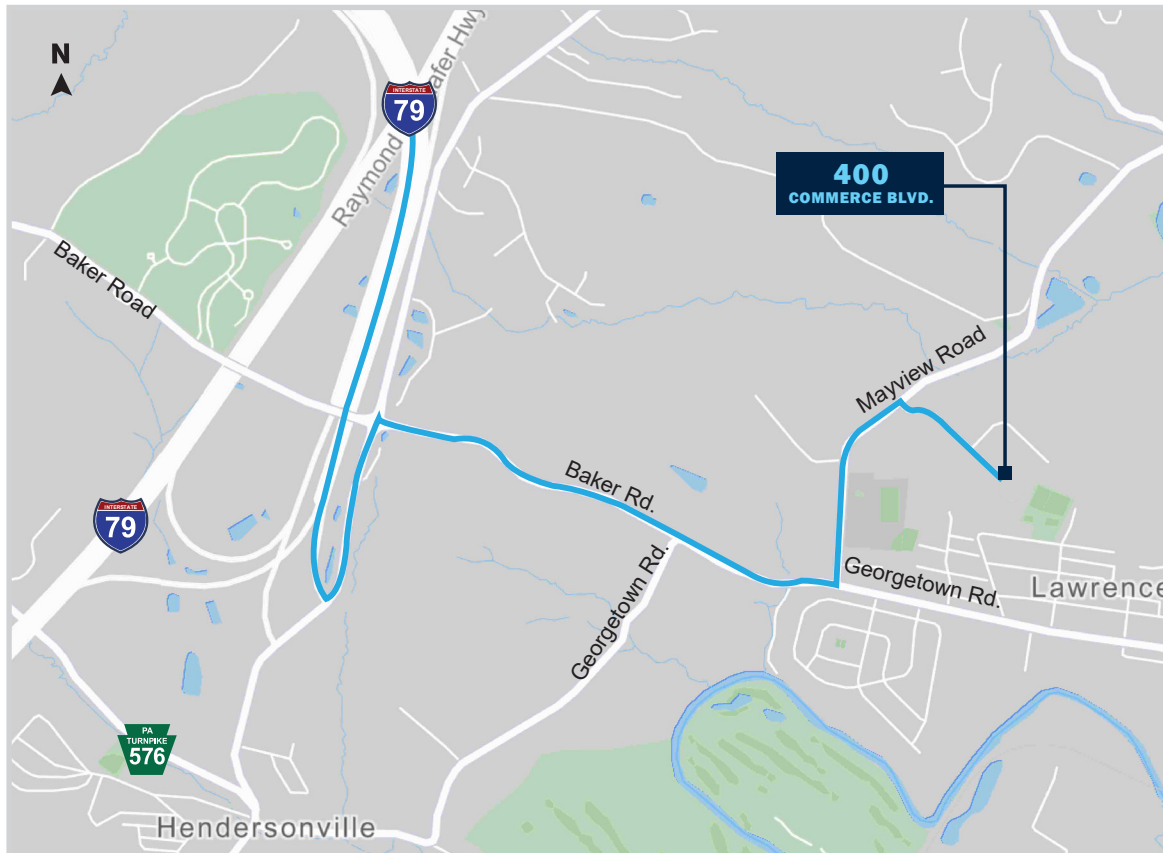 N
INTERSTATE
79
Raymond
afer Hwy
400
COMMERCE BLVD.
Baker Road
Mayview Road
INTERSTATE
79
Baker Rd.
Georgetown Rd.
Georgetown Rd.
Lawrence
PA
TURNPIKE
576
Hendersonville